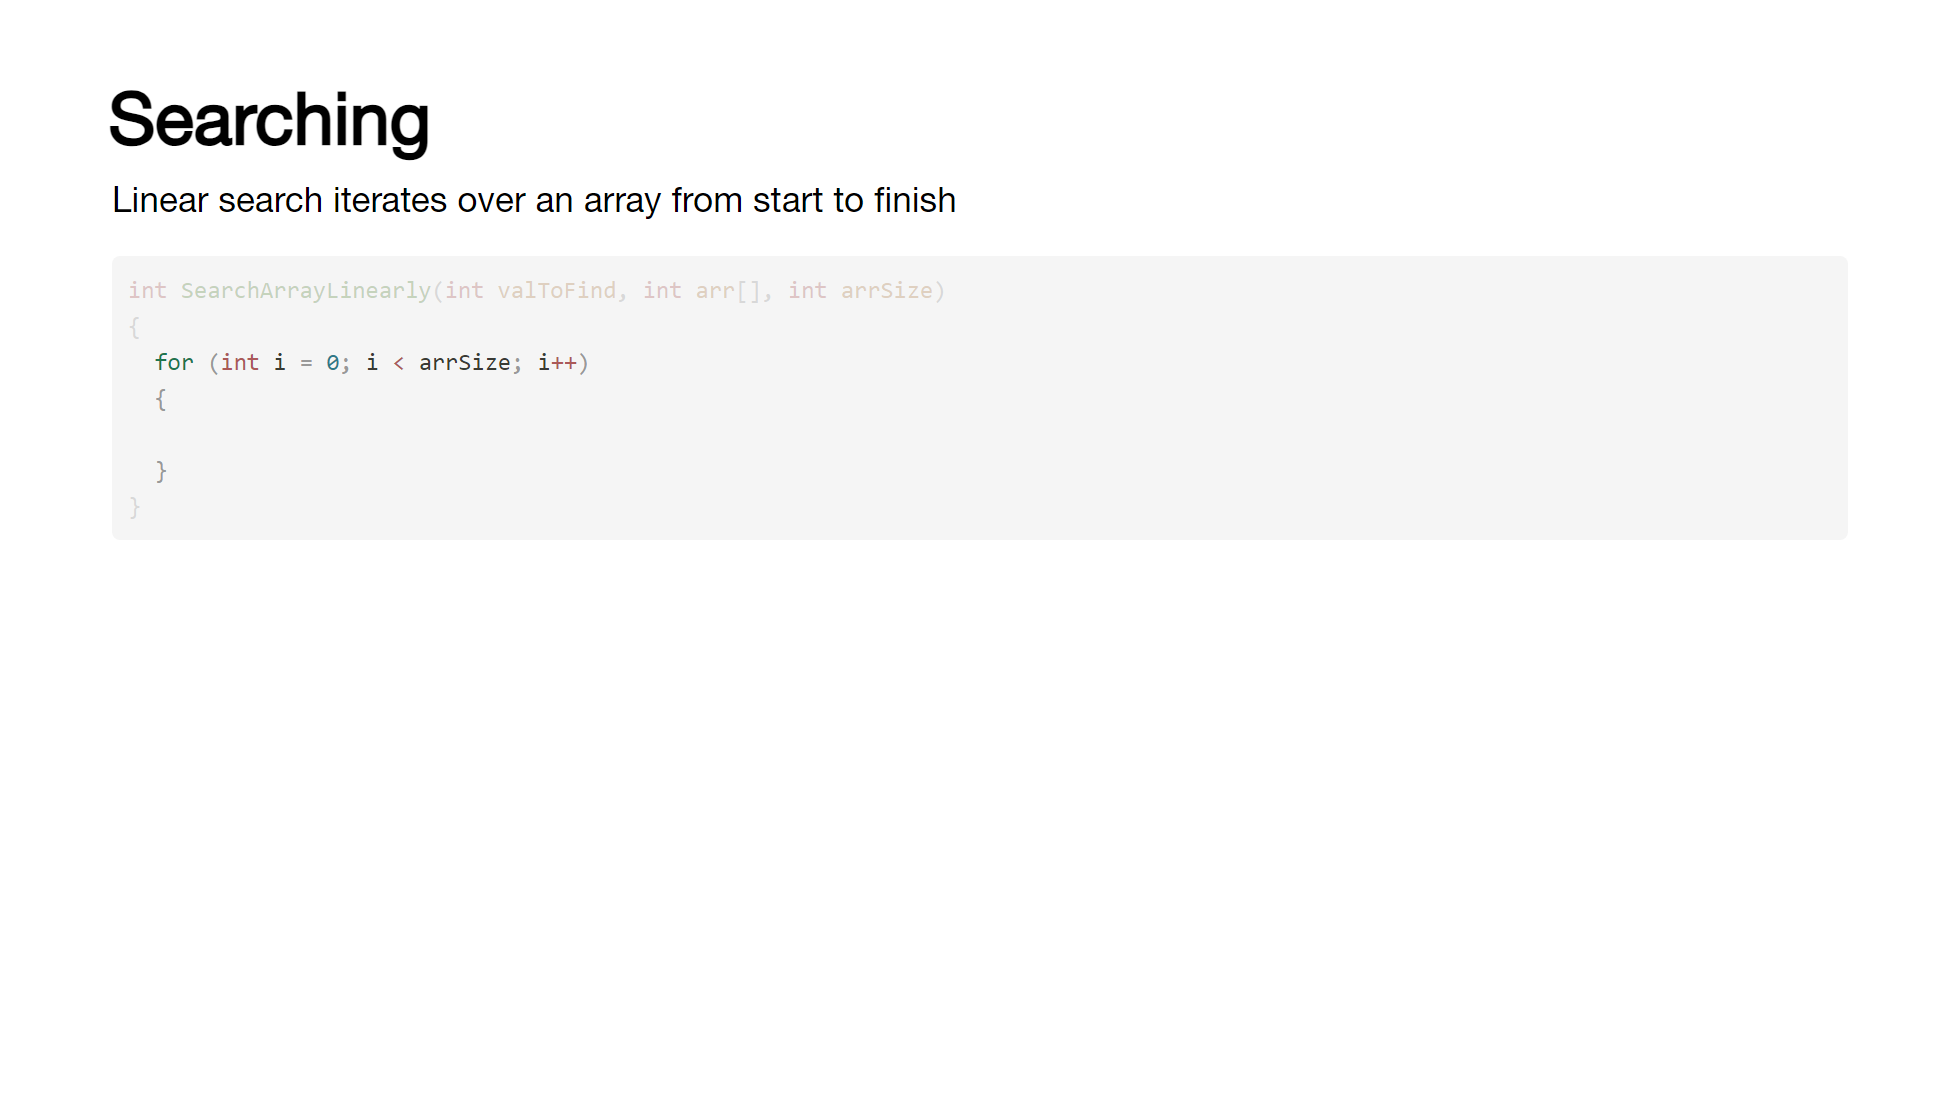 Searching
Linear search iterates over an array from start to finish
int SearchArrayLinearly(int valToFind, int arr[], int arrSize)
{
  for (int i = 0; i < arrSize; i++)
  {
  }
}